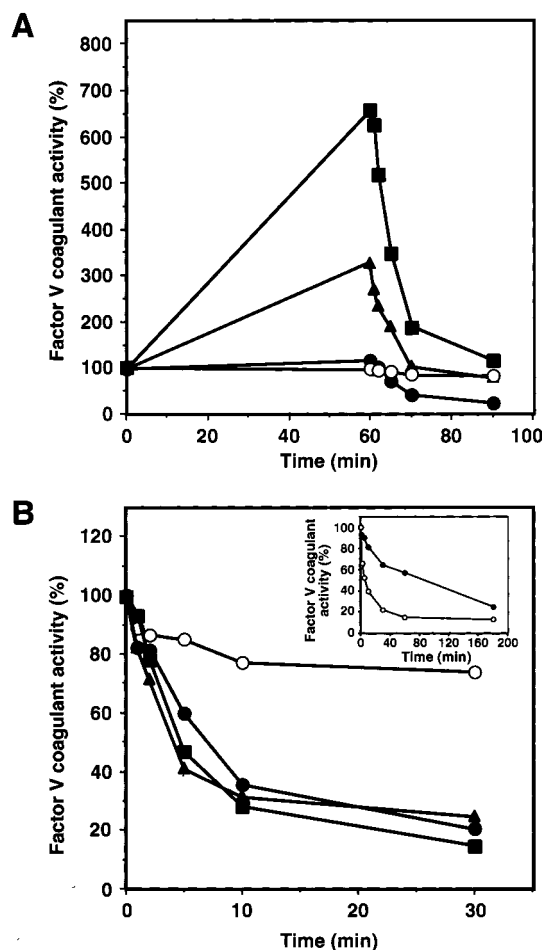 A
Factor V coagulant activity (%)
800
700
600
500
400
300
200
100
0
0 20 40 60 80 100
Time (min)
B
Factor V coagulant activity (%)
120
100
80
60
40
20
0
0 10 20 30
Time (min)
Factor V coagulant
activity (%)
100
80
60
40
20
0
0 40 80 120 160 200
Time (min)